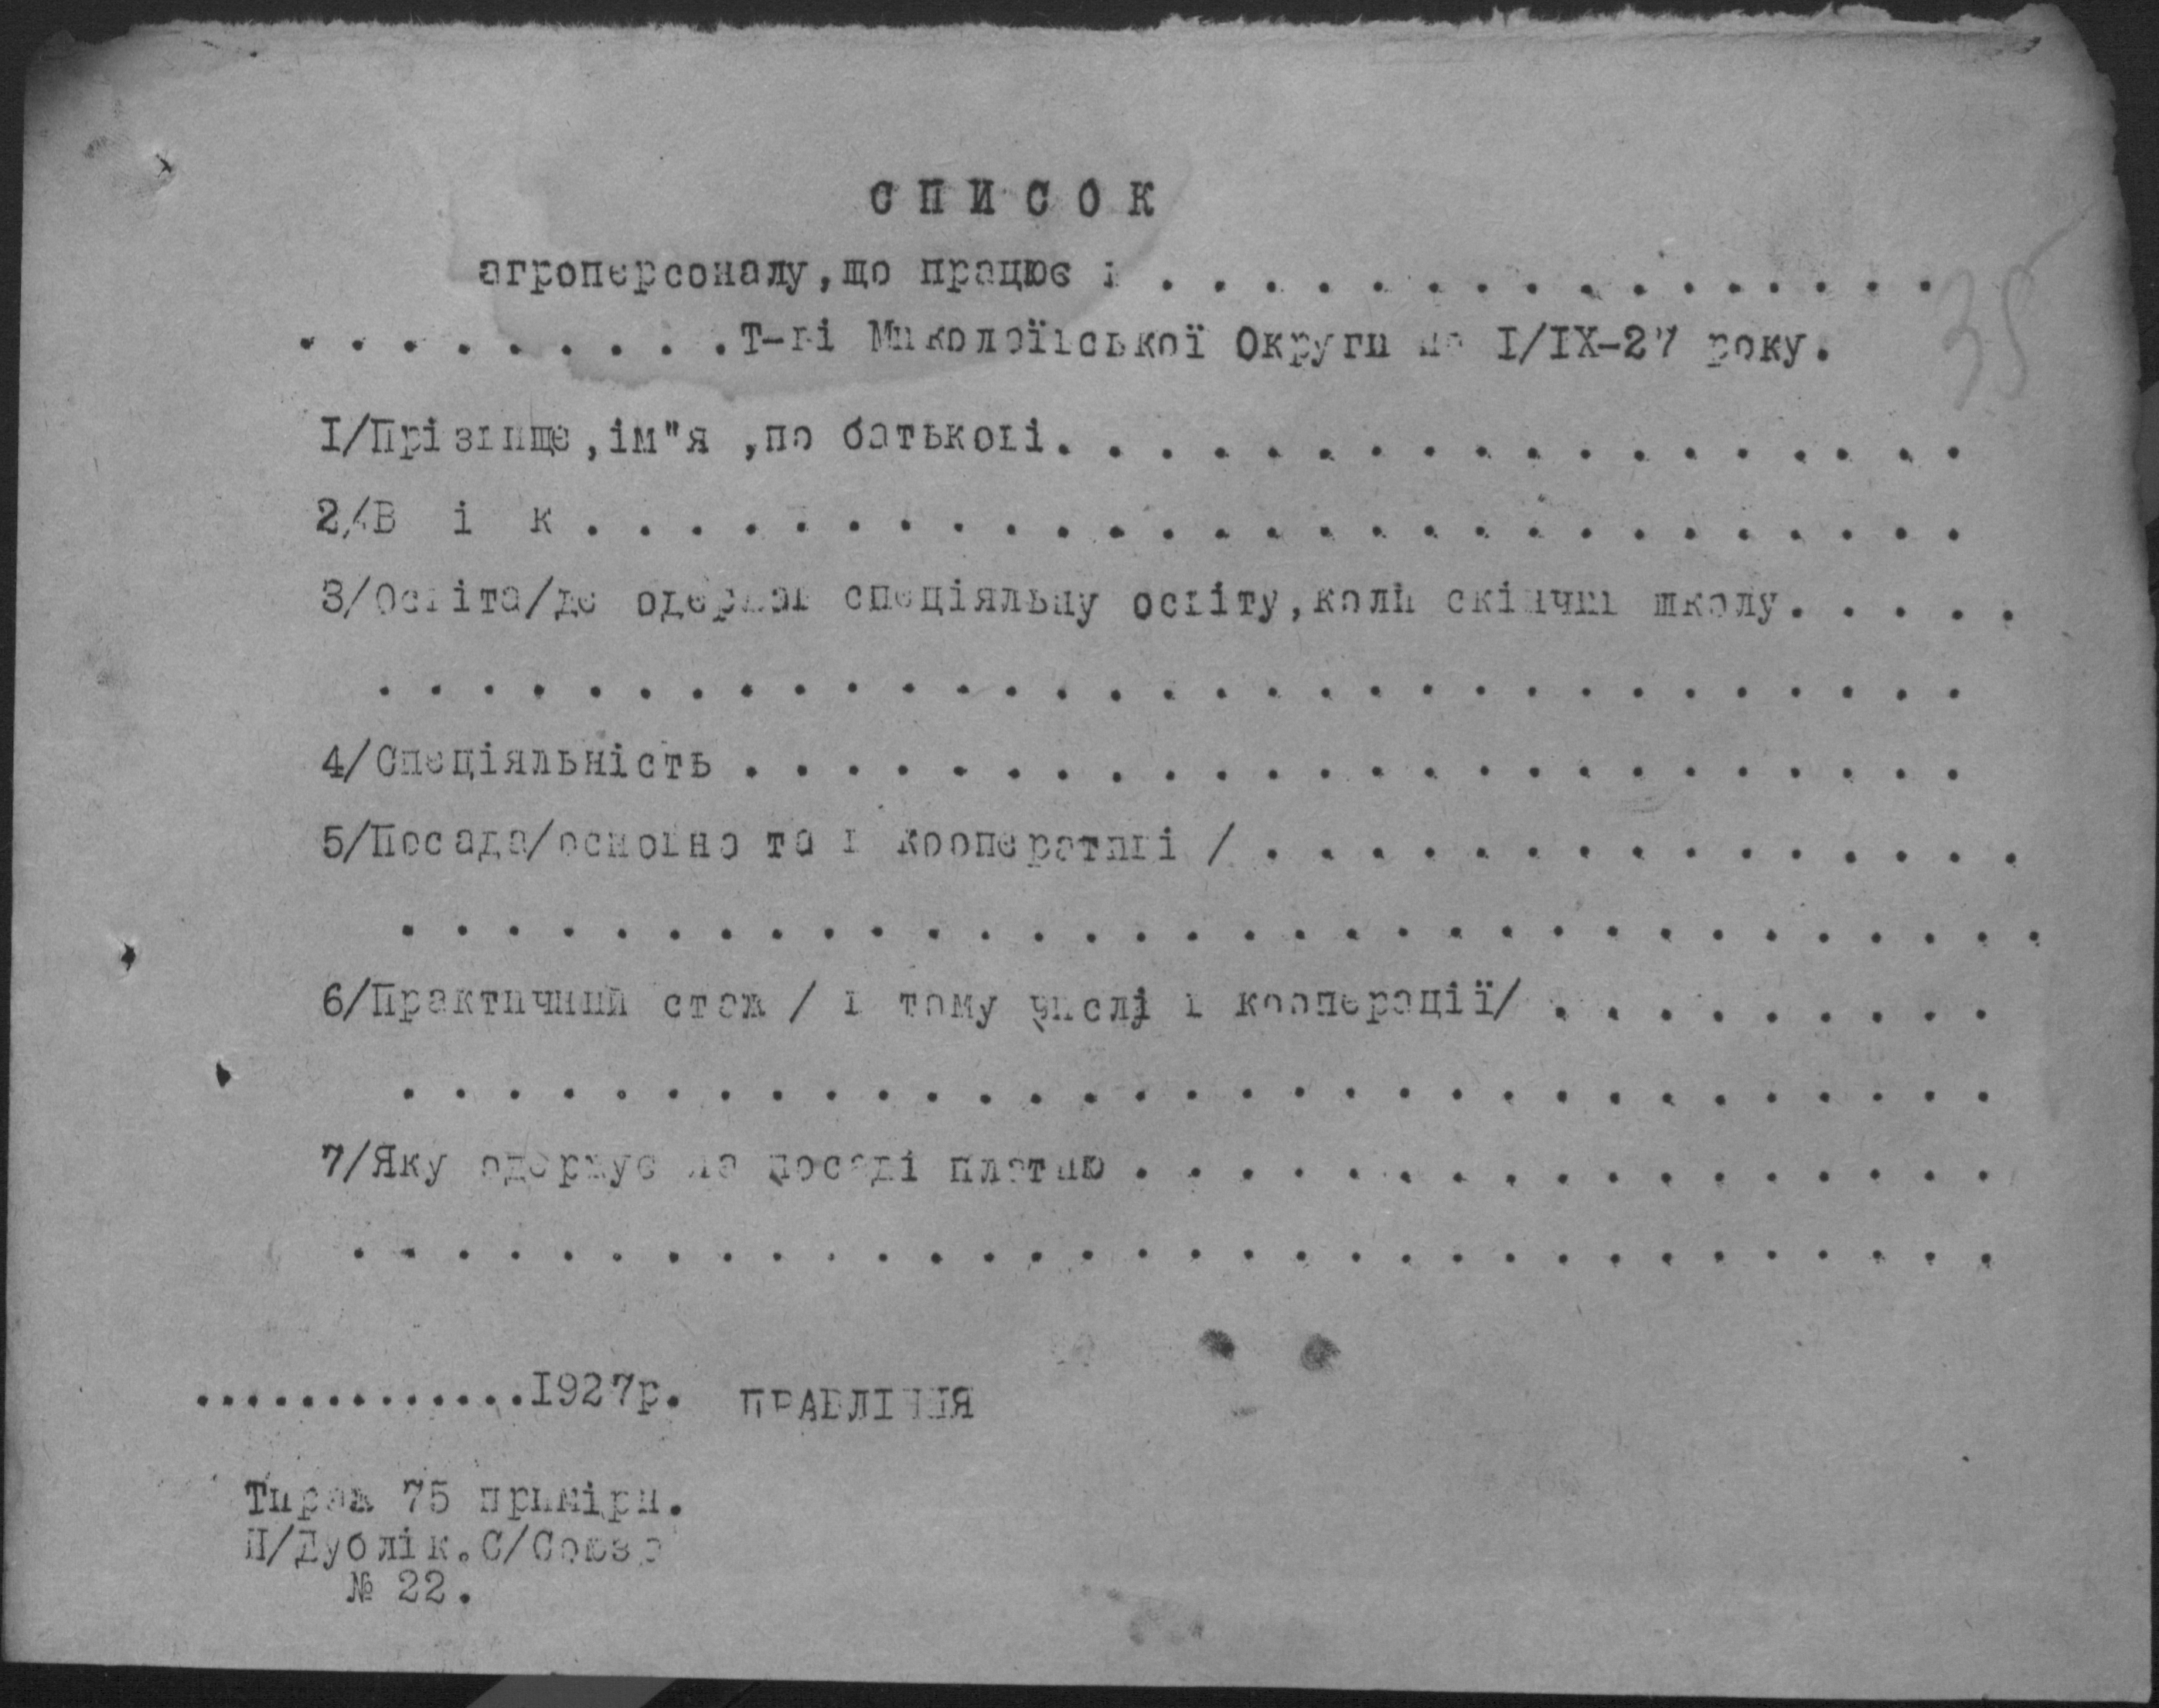 СПИСОК
агроперсоналу,що працює в . . . . . . . . . . . . . . .
. . . . . . . . .Т-ві Миколаївської Округи на I/IX-27 року.
35
I/Прізвище,ім"я ,по батькові. . . . . . . . . . . . . . . . . .
2/В і к . . . . . . . . . . . . . . . . . . . . . . . . . . .
3/Освіта/де одержав спеціяльну освіту,коли скінчив школу. . . . .
. . . . . . . . . . . . . . . . . . . . . . . . . . . . . . .
4/Спеціяльність . . . . . . . . . . . . . . . . . . . . . . . .
5/Посада/основна та в кооперативі / . . . . . . . . . . . . . . .
. . . . . . . . . . . . . . . . . . . . . . . . . . . . . . . .
6/Практичний стаж / в тому числі в кооперації/ . . . . . . . . .
. . . . . . . . . . . . . . . . . . . . . . . . . . . . . . .
7/Яку одержує на посаді платню . . . . . . . . . . . . . . . . .
. . . . . . . . . . . . . . . . . . . . . . . . . . . . . . . .
.............1927р. ПРАВЛІННЯ
Тираж 75 примірн.
П/Дублік.С/Союза
№ 22.